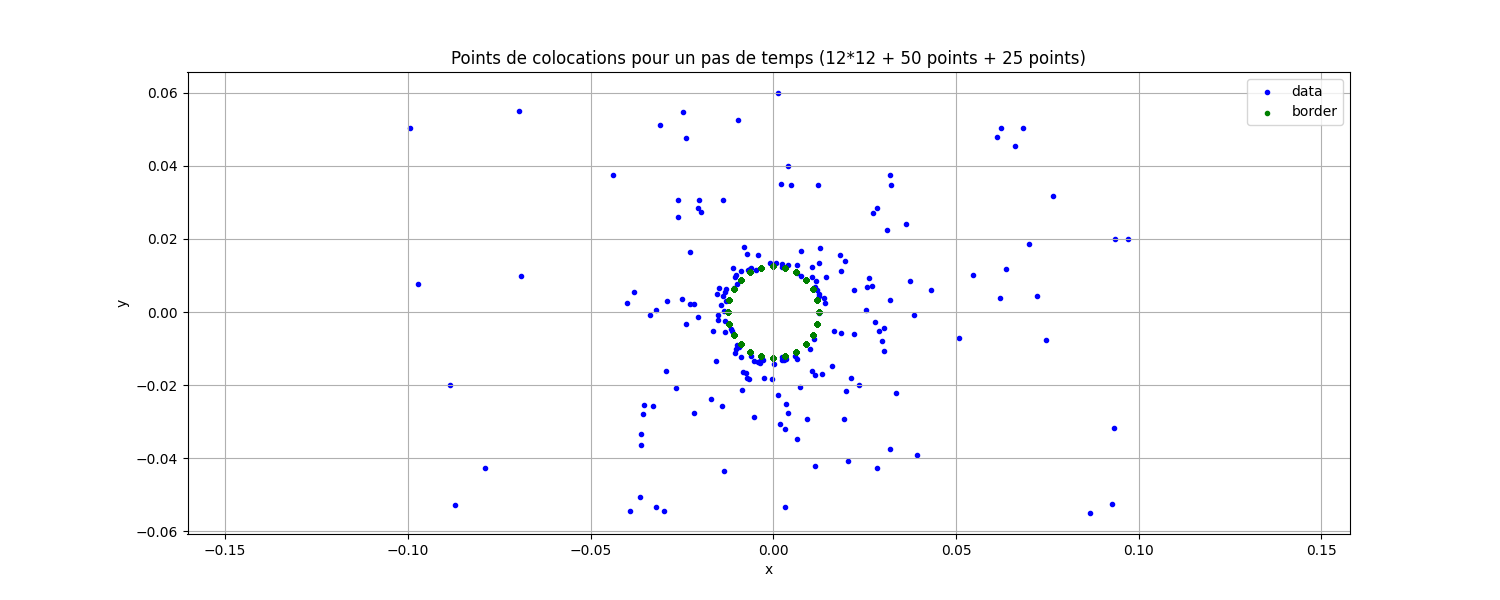 Points de colocations pour un pas de temps (12*12 + 50 points + 25 points)
data
border
0.06
0.04
0.02
0.00
−0.02
−0.04
−0.06
y
−0.15
−0.10
−0.05
0.00
0.05
0.10
0.15
x